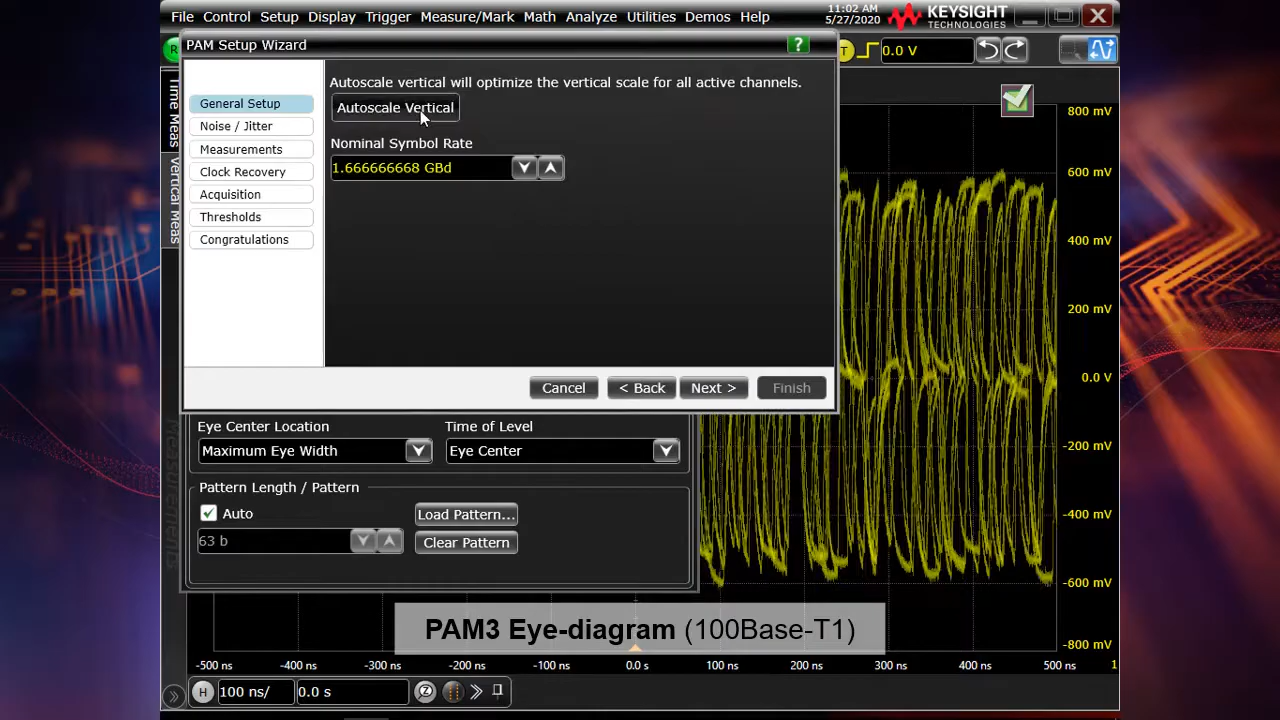 File Control Setup Display Trigger Measure/Mark Math Analyze Utilities Demos Help
11:02 AM
5/27/2020
KEYSIGHT
TECHNOLOGIES
PAM Setup Wizard
?
T
0.0 V
Time Meas
Vertical Meas
Measurements
General Setup
Noise / Jitter
Measurements
Clock Recovery
Acquisition
Thresholds
Congratulations
Autoscale vertical will optimize the vertical scale for all active channels.
Autoscale Vertical
Nominal Symbol Rate
1.666666668 GBd
Cancel
< Back
Next >
Finish
Eye Center Location
Maximum Eye Width
Time of Level
Eye Center
Pattern Length / Pattern
Auto
Load Pattern...
63 b
Clear Pattern
800 mV
600 mV
400 mV
200 mV
0.0 V
-200 mV
-400 mV
-600 mV
-800 mV
PAM3 Eye-diagram (100Base-T1)
-500 ns -400 ns -300 ns -200 ns -100 ns 0.0 s 100 ns 200 ns 300 ns 400 ns 500 ns 1
H 100 ns/ 0.0 s